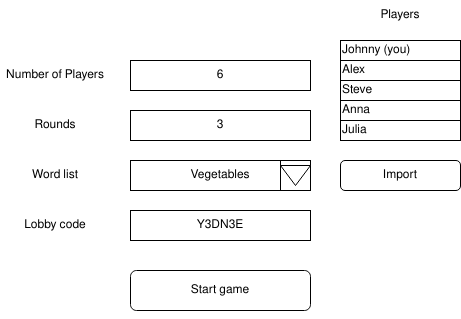 Players
Johnny (you)
Alex
Steve
Anna
Julia
Number of Players
6
Rounds
3
Word list
Vegetables
Import
Lobby code
Y3DN3E
Start game